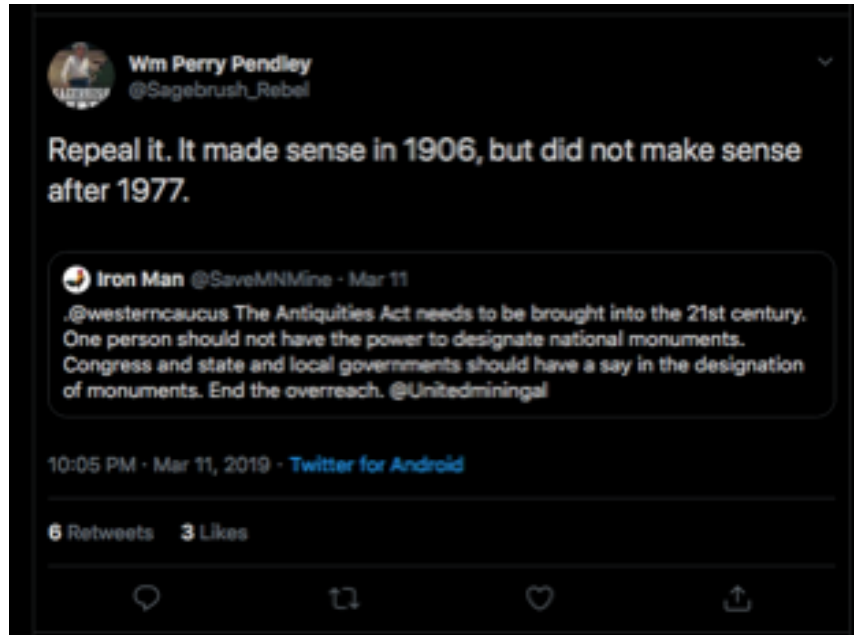 Wm Perry Pendley
@Sagebrush_Rebel
Repeal it. It made sense in 1906, but did not make sense
after 1977.
Iron Man @SaveMNMine · Mar 11
.@westerncaucus The Antiquities Act needs to be brought into the 21st century.
One person should not have the power to designate national monuments.
Congress and state and local governments should have a say in the designation
of monuments. End the overreach. @Unitedminingal
10:05 PM · Mar 11, 2019 · Twitter for Android
6 Retweets 3 Likes